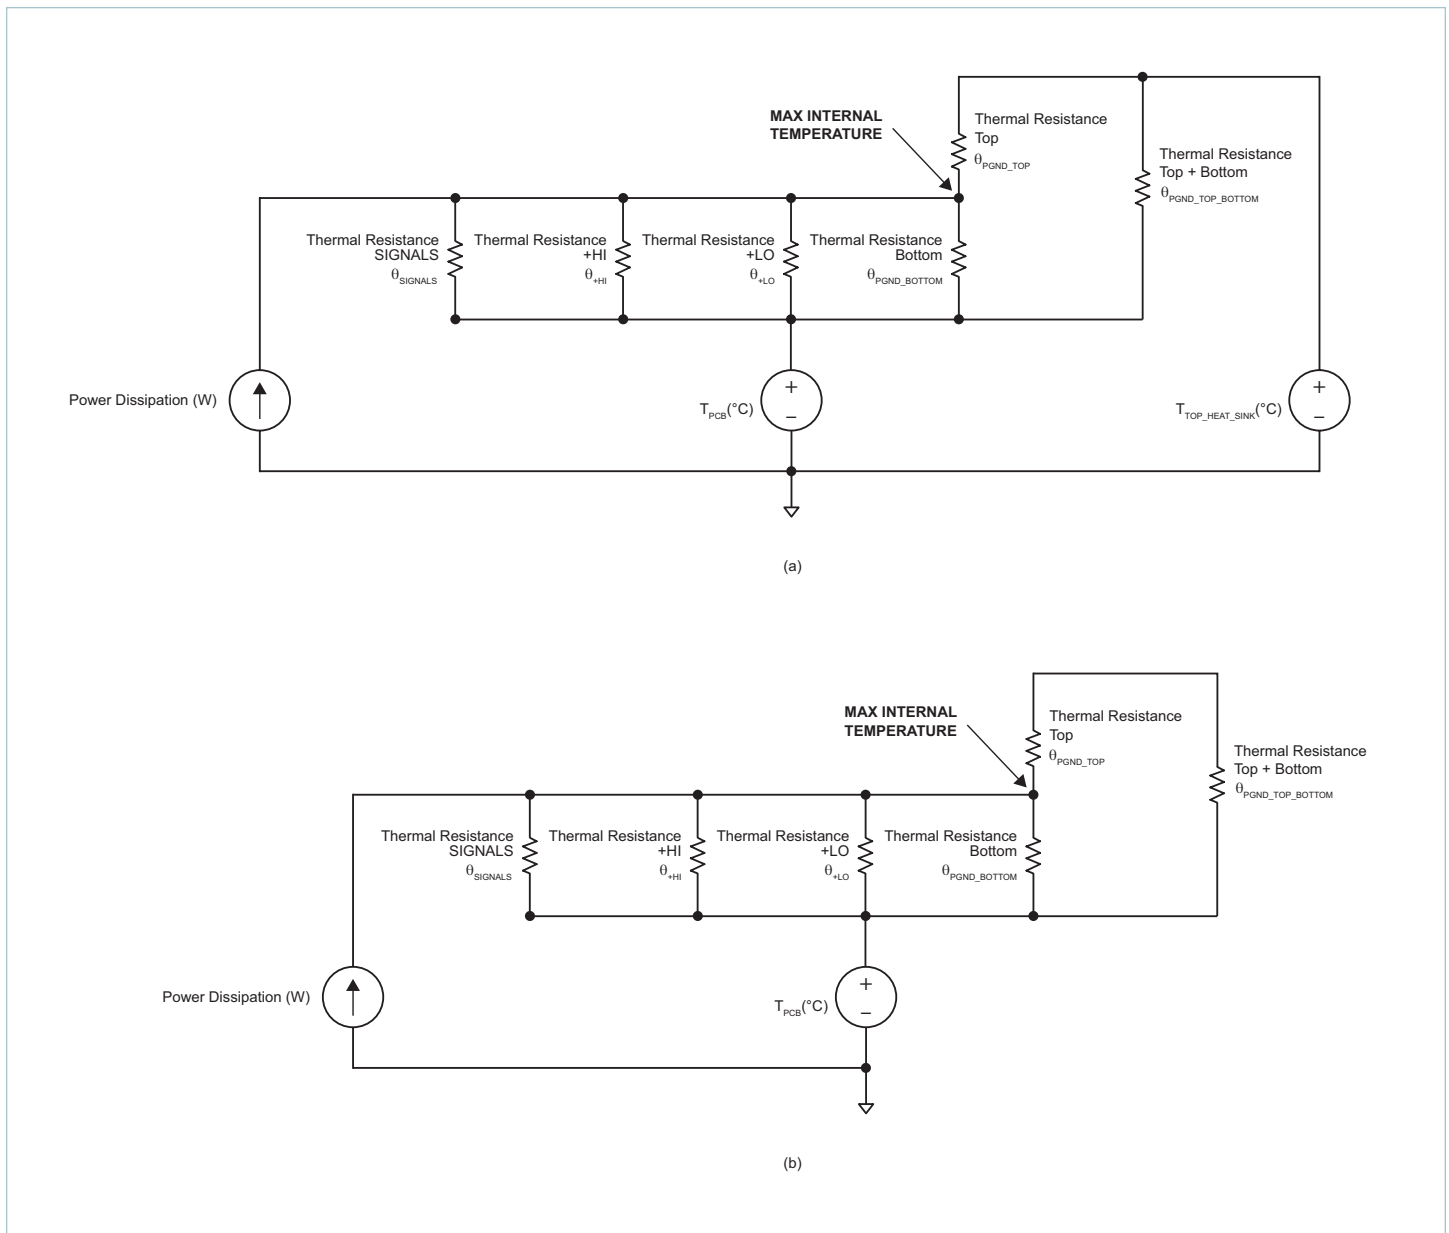 MAX INTERNAL
TEMPERATURE
Thermal Resistance
Top
θPGND_TOP
Thermal Resistance
Top + Bottom
θPGND_TOP_BOTTOM
Thermal Resistance
SIGNALS
θSIGNALS
Thermal Resistance
+HI
θ+HI
Thermal Resistance
+LO
θ+LO
Thermal Resistance
Bottom
θPGND_BOTTOM
Power Dissipation (W)
+
TPCB(°C)
−
+
TTOP_HEAT_SINK(°C)
−
(a)
MAX INTERNAL
TEMPERATURE
Thermal Resistance
Top
θPGND_TOP
Thermal Resistance
Top + Bottom
θPGND_TOP_BOTTOM
Thermal Resistance
SIGNALS
θSIGNALS
Thermal Resistance
+HI
θ+HI
Thermal Resistance
+LO
θ+LO
Thermal Resistance
Bottom
θPGND_BOTTOM
Power Dissipation (W)
+
TPCB(°C)
−
(b)